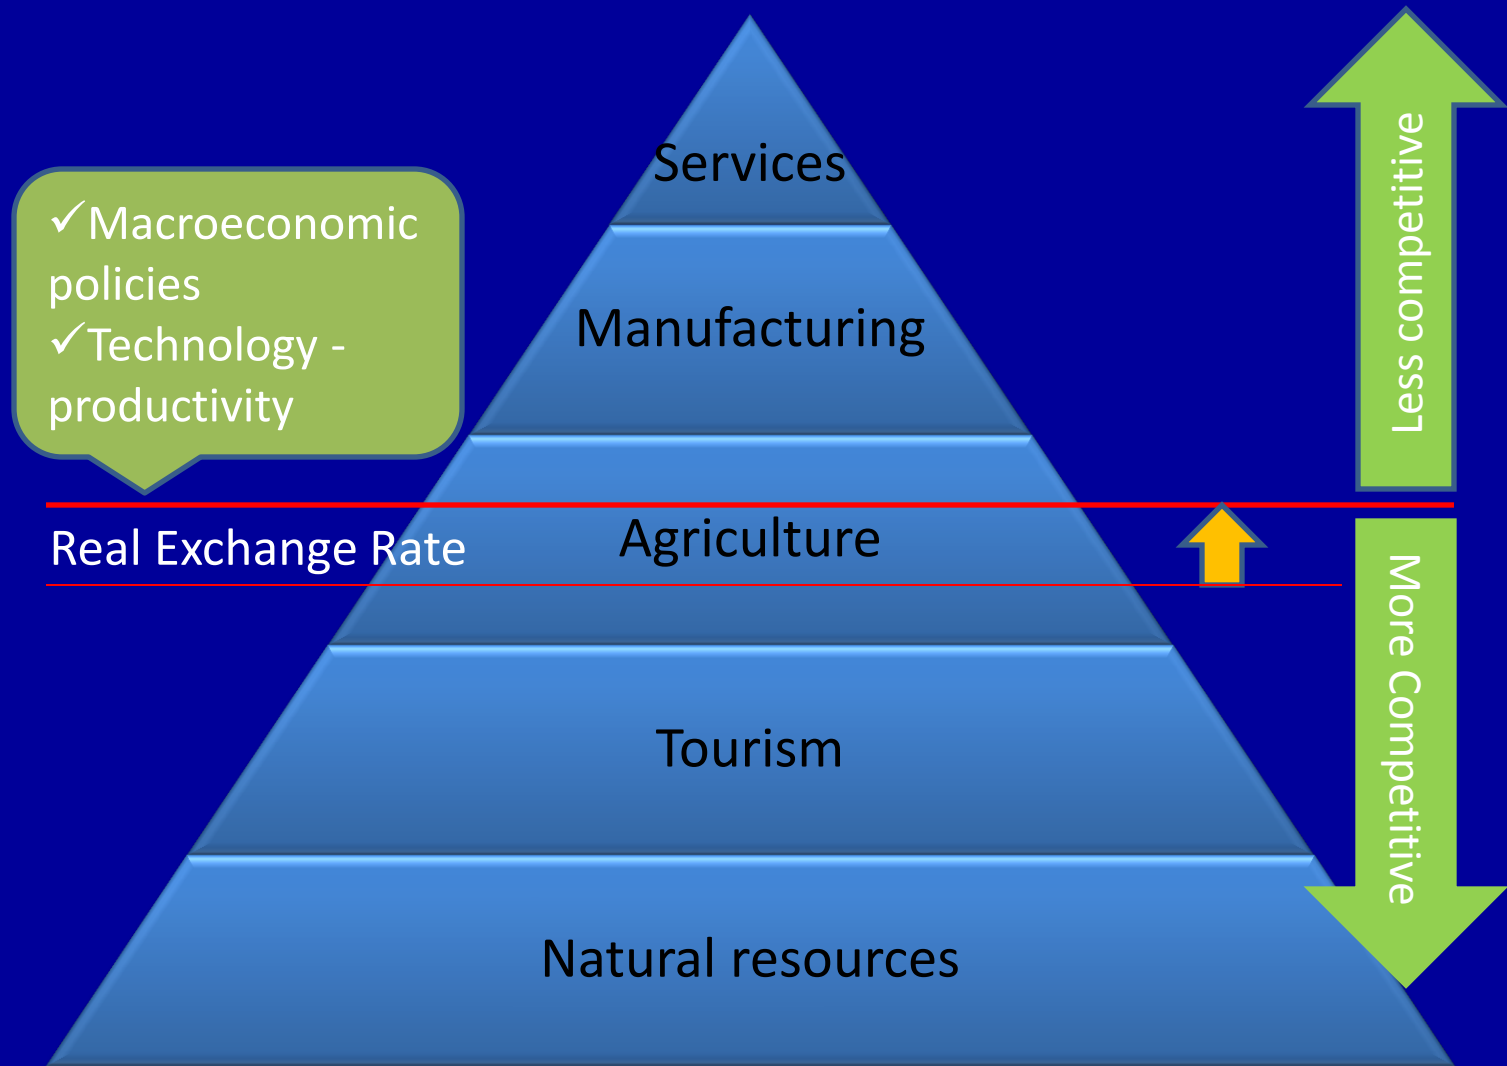 Services
✓Macroeconomic
policies
✓Technology -
productivity
Manufacturing
Less competitive
Real Exchange Rate
Agriculture
More Competitive
Tourism
Natural resources